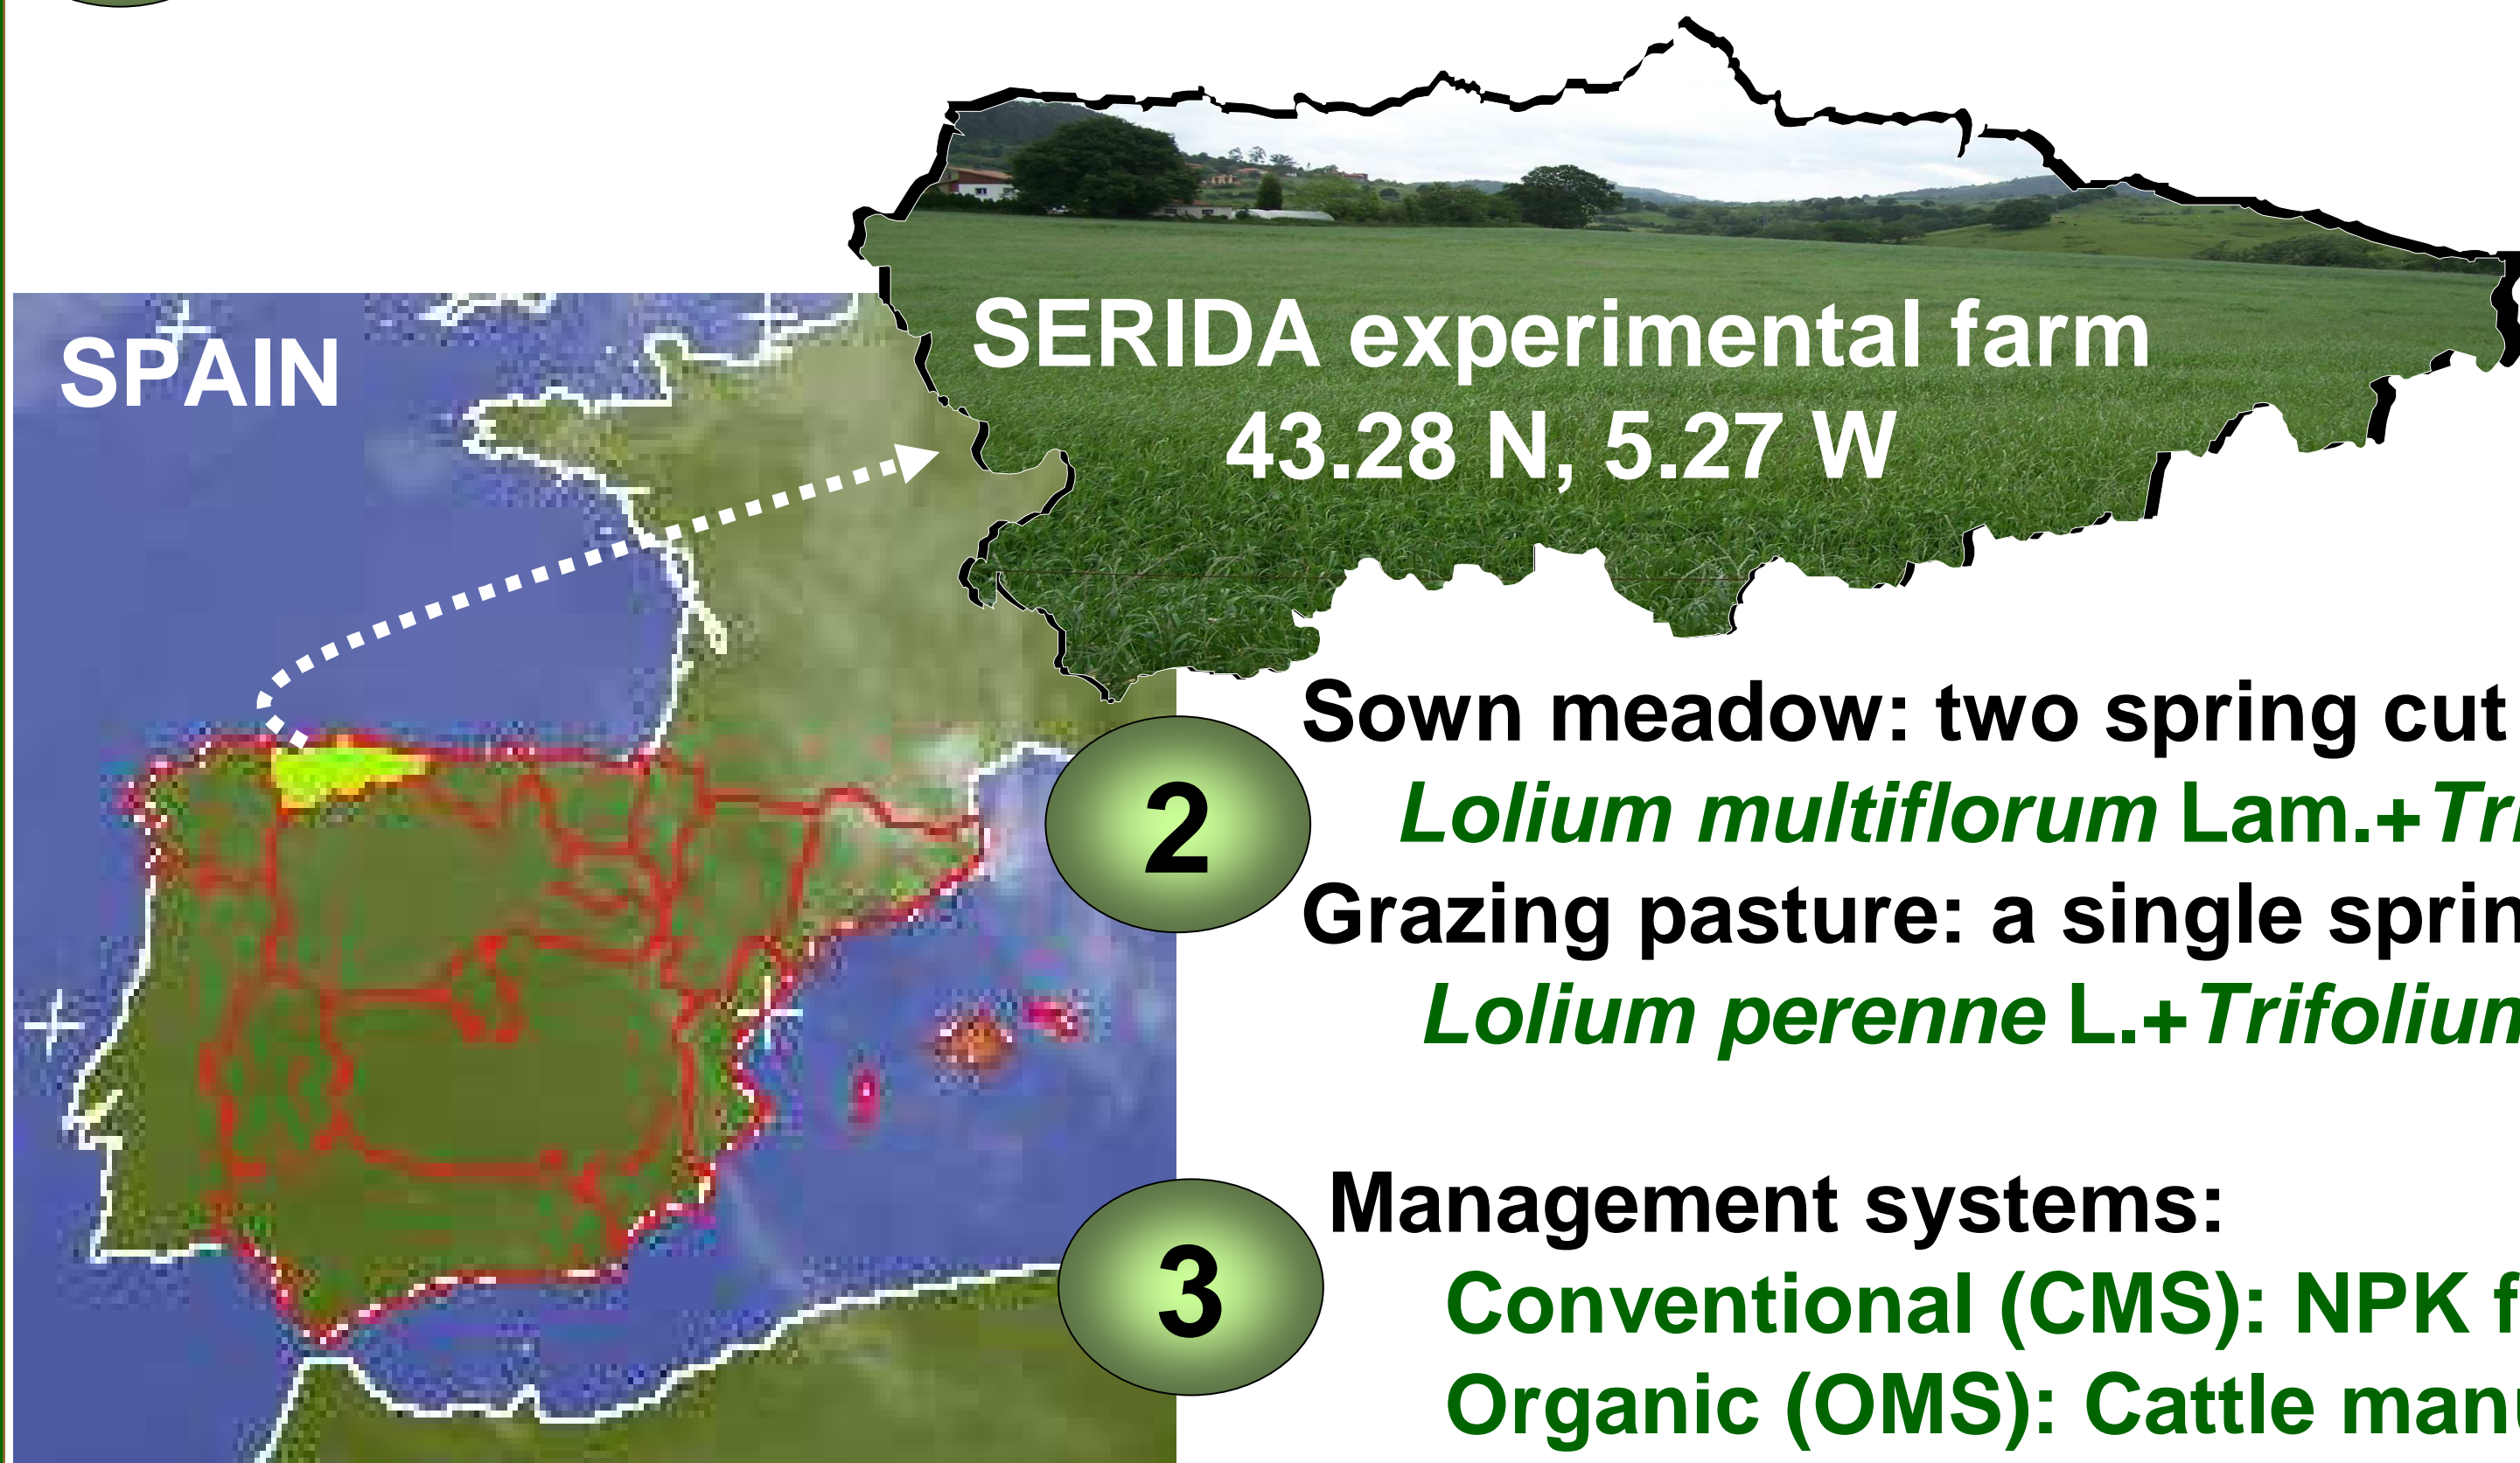 SPAIN
SERIDA experimental farm
43.28 N, 5.27 W
2
Sown meadow: two spring cut
Lolium multiflorum Lam.+
Grazing pasture: a single
Lolium perenne L.+
3
Management systems:
Conventional (CMS): NPK
Organic (OMS): Cattle